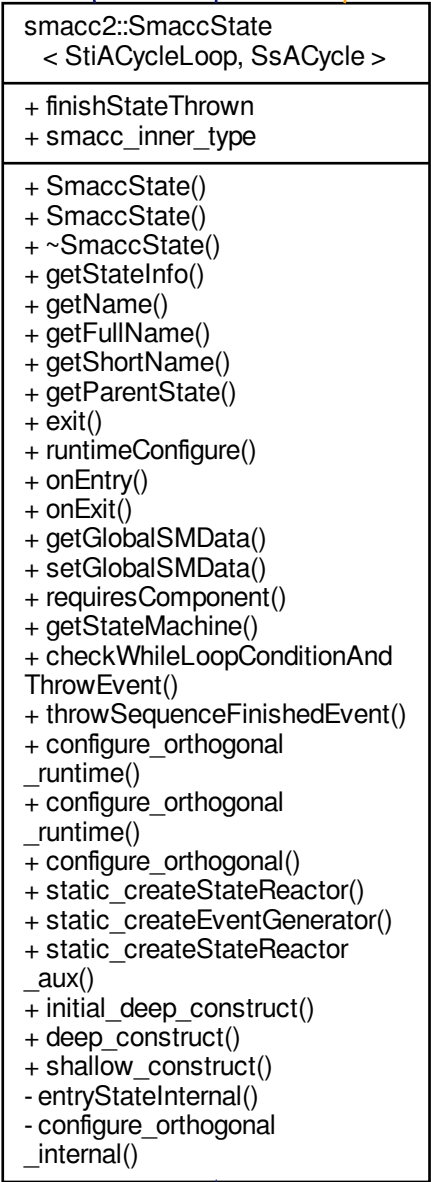 smacc2::SmaccState
< StiACycleLoop, SsACycle >
+ finishStateThrown
+ smacc_inner_type
+ SmaccState()
+ SmaccState()
+ ~SmaccState()
+ getStateInfo()
+ getName()
+ getFullName()
+ getShortName()
+ getParentState()
+ exit()
+ runtimeConfigure()
+ onEntry()
+ onExit()
+ getGlobalSMData()
+ setGlobalSMData()
+ requiresComponent()
+ getStateMachine()
+ checkWhileLoopConditionAnd
ThrowEvent()
+ throwSequenceFinishedEvent()
+ configure_orthogonal
_runtime()
+ configure_orthogonal
_runtime()
+ configure_orthogonal()
+ static_createStateReactor()
+ static_createEventGenerator()
+ static_createStateReactor
_aux()
+ initial_deep_construct()
+ deep_construct()
+ shallow_construct()
- entryStateInternal()
- configure_orthogonal
_internal()